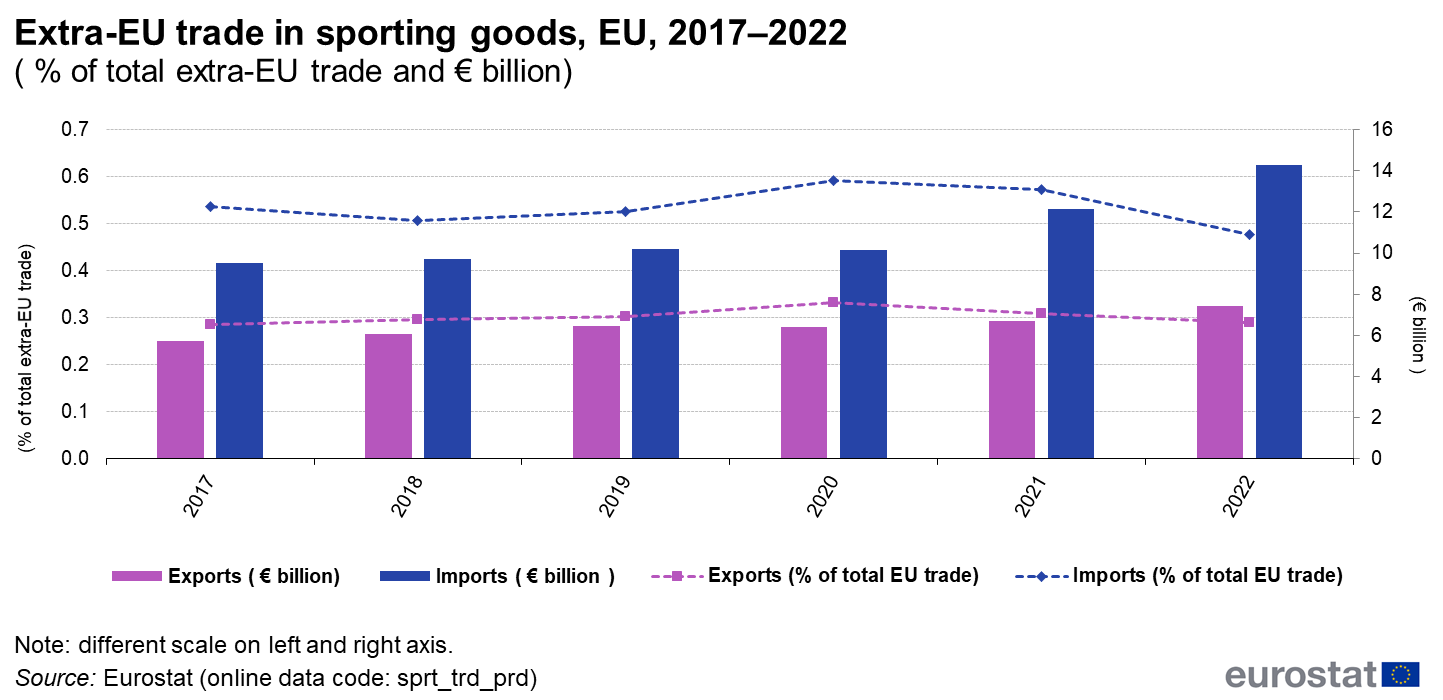 Extra-EU trade in sporting goods, EU, 2017–2022
( % of total extra-EU trade and € billion)
0.7
0.6
0.5
0.4
0.3
0.2
0.1
0.0
(% of total extra-EU trade)
16
14
12
10
8
6
4
2
0
(€ billion )
2017
2018
2019
2020
2021
2022
Exports ( € billion)
Imports ( € billion )
Exports (% of total EU trade)
Imports (% of total EU trade)
Note: different scale on left and right axis.
Source: Eurostat (online data code: sprt_trd_prd)
eurostat